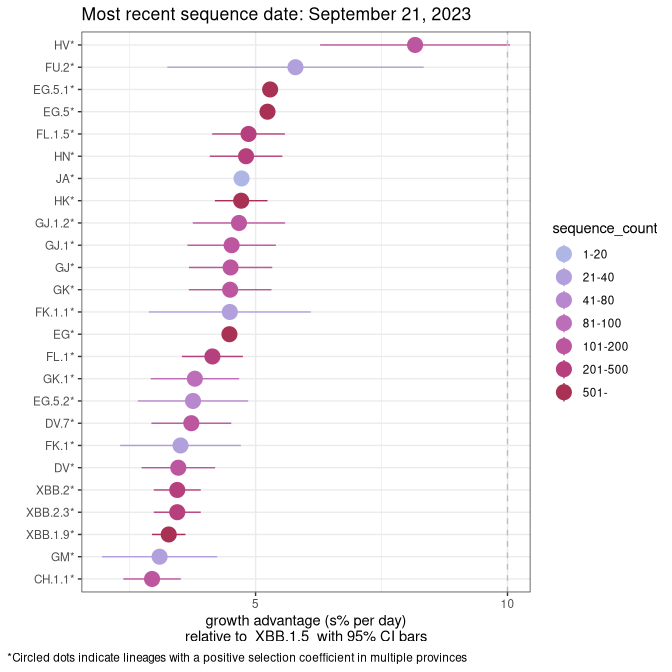 Most recent sequence date: September 21, 2023
HV*
FU.2*
EG.5.1*
EG.5*
FL.1.5*
HN*
JA*
HK*
GJ.1.2*
GJ.1*
GJ*
GK*
FK.1.1*
EG*
FL.1*
GK.1*
EG.5.2*
DV.7*
FK.1*
DV*
XBB.2*
XBB.2.3*
XBB.1.9*
GM*
CH.1.1*
5 10
growth advantage (s% per day)
relative to XBB.1.5 with 95% CI bars
*Circled dots indicate lineages with a positive selection coefficient in multiple provinces
sequence_count
1-20
21-40
41-80
81-100
101-200
201-500
501-